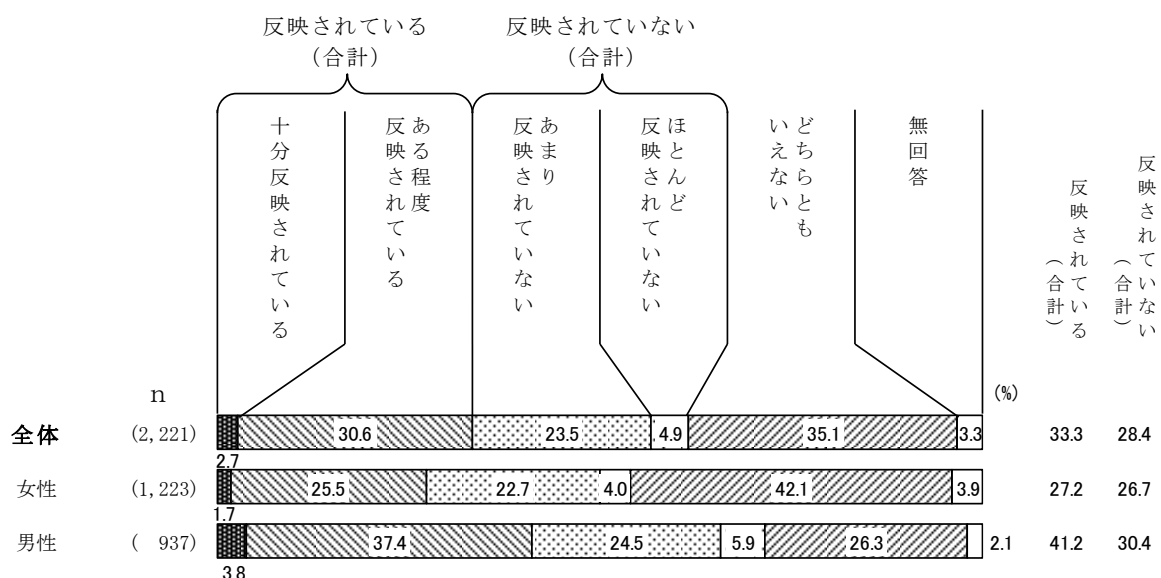 反映されている
(合計)
反映されていない
(合計)
十分反映されている
ある程度
反映されている
あまり
反映されていない
ほとんど
反映されていない
どちらとも
いえない
無回答
反映されている
(合計)
反映されていない
(合計)
n
(%)
全体 (2,221) 2.7 30.6 23.5 4.9 35.1 3.3 33.3 28.4
女性 (1,223) 1.7 25.5 22.7 4.0 42.1 3.9 27.2 26.7
男性 ( 937) 3.8 37.4 24.5 5.9 26.3 2.1 41.2 30.4